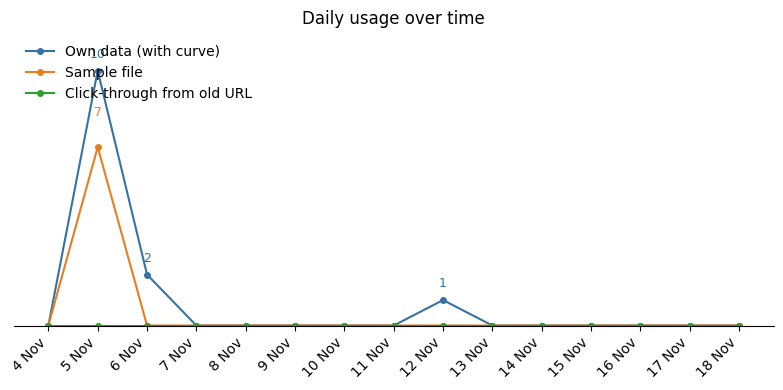 Daily usage over time
Own data (with curve)
Sample file
Click-through from old URL
10
7
2
1
4 Nov
5 Nov
6 Nov
7 Nov
8 Nov
9 Nov
10 Nov
11 Nov
12 Nov
13 Nov
14 Nov
15 Nov
16 Nov
17 Nov
18 Nov